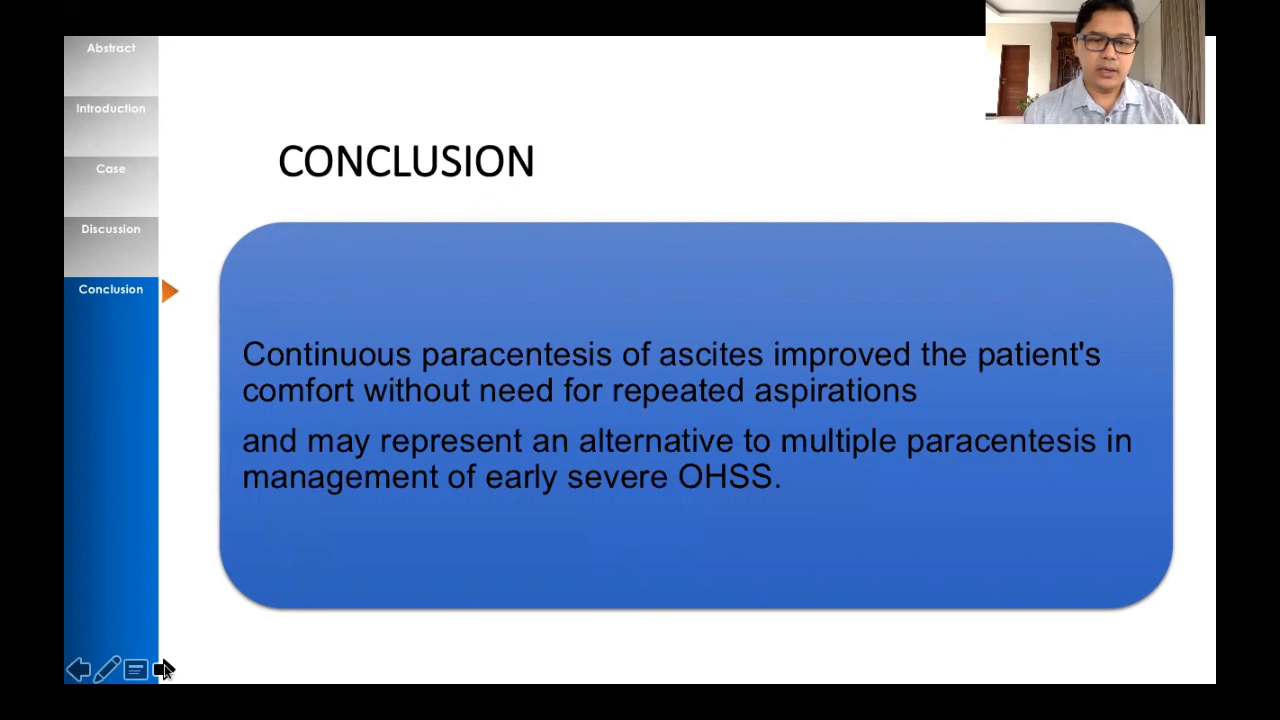 Abstract
Introduction
Case
Discussion
Conclusion
CONCLUSION
Continuous paracentesis of ascites improved the patient's
comfort without need for repeated aspirations
and may represent an alternative to multiple paracentesis in
management of early severe OHSS.